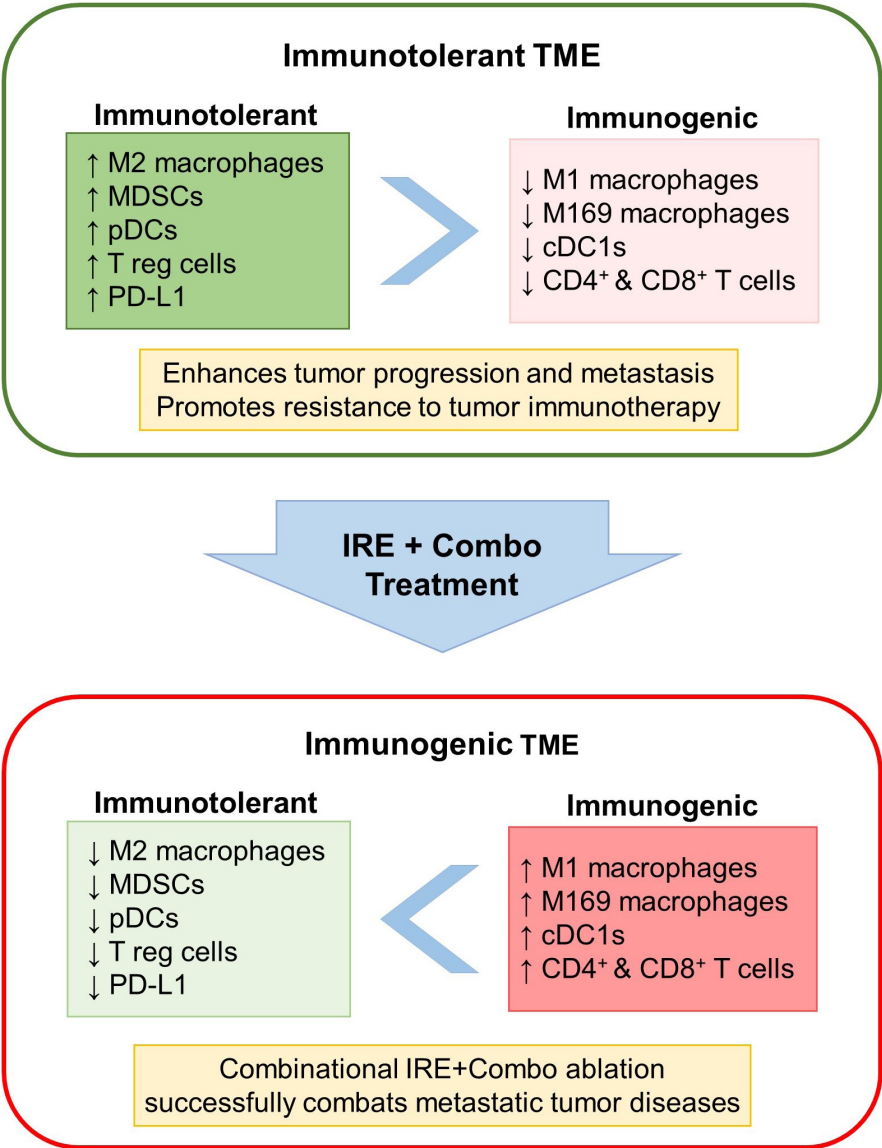 Immunotolerant TME
Immunotolerant
↑ M2 macrophages
↑ MDSCs
↑ pDCs
↑ T reg cells
↑ PD-L1
Immunogenic
↓ M1 macrophages
↓ M169 macrophages
↓ cDC1s
↓ CD4⁺ & CD8⁺ T cells
Enhances tumor progression and metastasis
Promotes resistance to tumor immunotherapy
IRE + Combo
Treatment
Immunogenic TME
Immunotolerant
↓ M2 macrophages
↓ MDSCs
↓ pDCs
↓ T reg cells
↓ PD-L1
Immunogenic
↑ M1 macrophages
↑ M169 macrophages
↑ cDC1s
↑ CD4⁺ & CD8⁺ T cells
Combinational IRE+Combo ablation
successfully combats metastatic tumor diseases